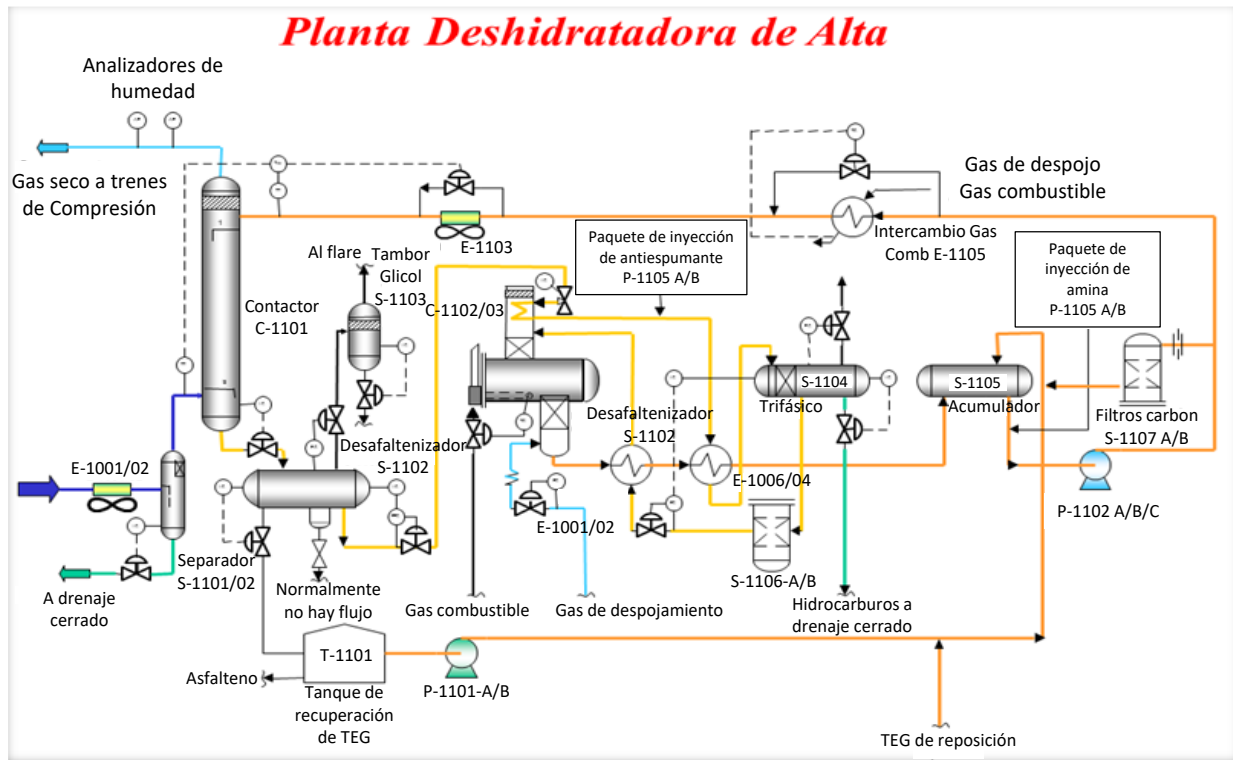 Planta Deshidratadora de Alta
Analizadores de
humedad
Gas seco a trenes
de Compresión
Gas de despojo
Gas combustible
E-1103
Intercambio Gas
Comb E-1105
Al flare
Tambor
Glicol
S-1103
Paquete de inyección
de antiespumante
P-1105 A/B
Paquete de
inyección de
amina
P-1105 A/B
Contactor
C-1101
C-1102/03
S-1104
Trifásico
S-1105
Acumulador
Filtros carbon
S-1107 A/B
Desafaltenizador
S-1102
Desafaltenizador
S-1102
E-1001/02
E-1006/04
P-1102 A/B/C
E-1001/02
Separador
S-1101/02
S-1106-A/B
A drenaje
cerrado
Normalmente
no hay flujo
Gas combustible
Gas de despojamiento
Hidrocarburos a
drenaje cerrado
T-1101
Asfalteno
Tanque de
recuperación
de TEG
P-1101-A/B
TEG de reposición